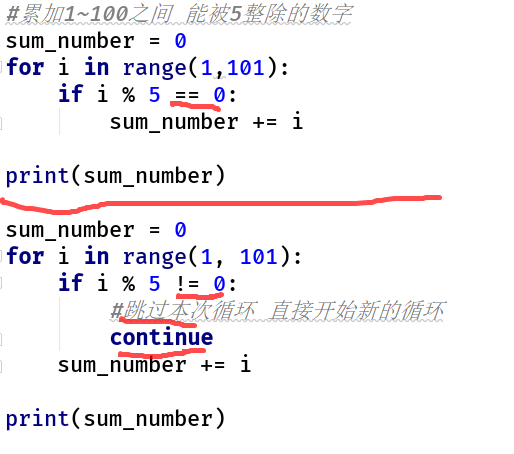 #累加1~100之间 能被5整除的数字
sum_number = 0
for i in range(1,101):
    if i % 5 == 0:
        sum_number += i
print(sum_number)
sum_number = 0
for i in range(1, 101):
    if i % 5 != 0:
        #跳过本次循环 直接开始新的循环
        continue
    sum_number += i
print(sum_number)